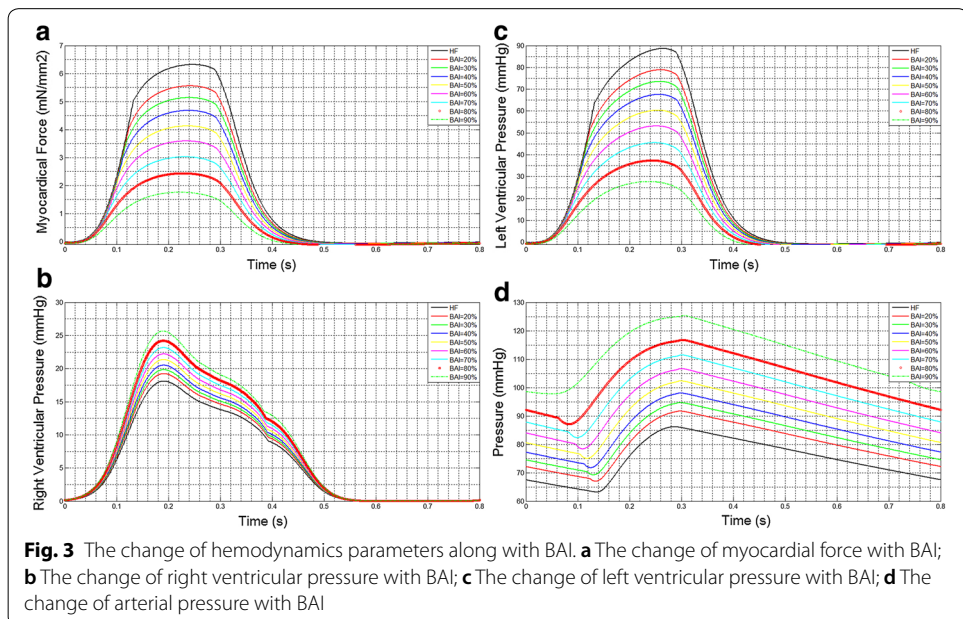 a
Myocardical Force (mN/mm2)
7
6
5
4
3
2
1
0
HF
BAI=20%
BAI=30%
BAI=40%
BAI=50%
BAI=60%
BAI=70%
BAI=80%
BAI=90%
0 0.1 0.2 0.3 0.4 0.5 0.6 0.7 0.8
Time (s)
c
Left Ventricular Pressure (mmHg)
90
80
70
60
50
40
30
20
10
0
HF
BAI=20%
BAI=30%
BAI=40%
BAI=50%
BAI=60%
BAI=70%
BAI=80%
BAI=90%
0 0.1 0.2 0.3 0.4 0.5 0.6 0.7 0.8
Time (s)
b
Right Ventricular Pressure (mmHg)
30
25
20
15
10
5
0
HF
BAI=20%
BAI=30%
BAI=40%
BAI=50%
BAI=60%
BAI=70%
BAI=80%
BAI=90%
0 0.1 0.2 0.3 0.4 0.5 0.6 0.7 0.8
Time (s)
d
Pressure (mmHg)
130
120
110
100
90
80
70
60
HF
BAI=20%
BAI=30%
BAI=40%
BAI=50%
BAI=60%
BAI=70%
BAI=80%
BAI=90%
0 0.1 0.2 0.3 0.4 0.5 0.6 0.7 0.8
Time (s)
Fig. 3 The change of hemodynamics parameters along with BAI. a The change of myocardial force with BAI;
b The change of right ventricular pressure with BAI; c The change of left ventricular pressure with BAI; d The
change of arterial pressure with BAI